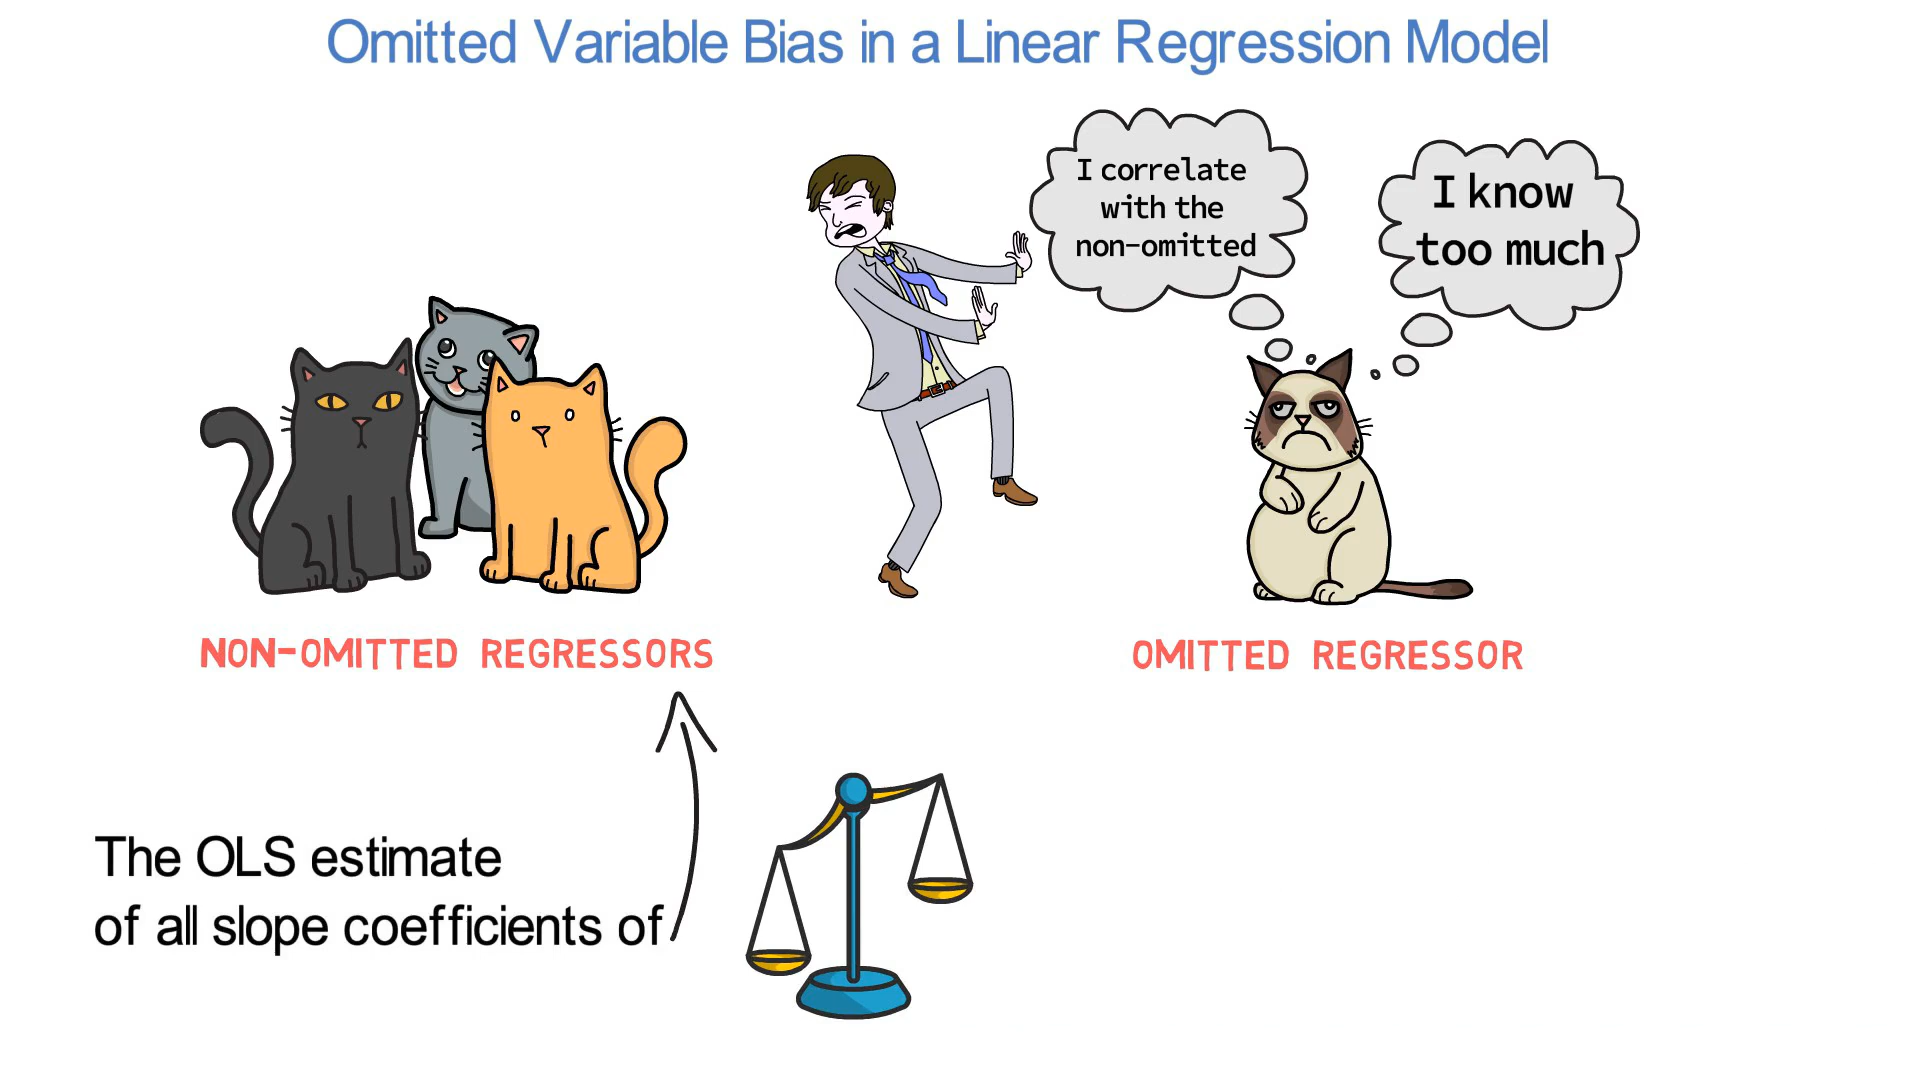 Omitted Variable Bias in a Linear Regression Model
I correlate
with the
non-omitted
I know
too much
NON-OMITTED REGRESSORS
OMITTED REGRESSOR
The OLS estimate
of all slope coefficients of